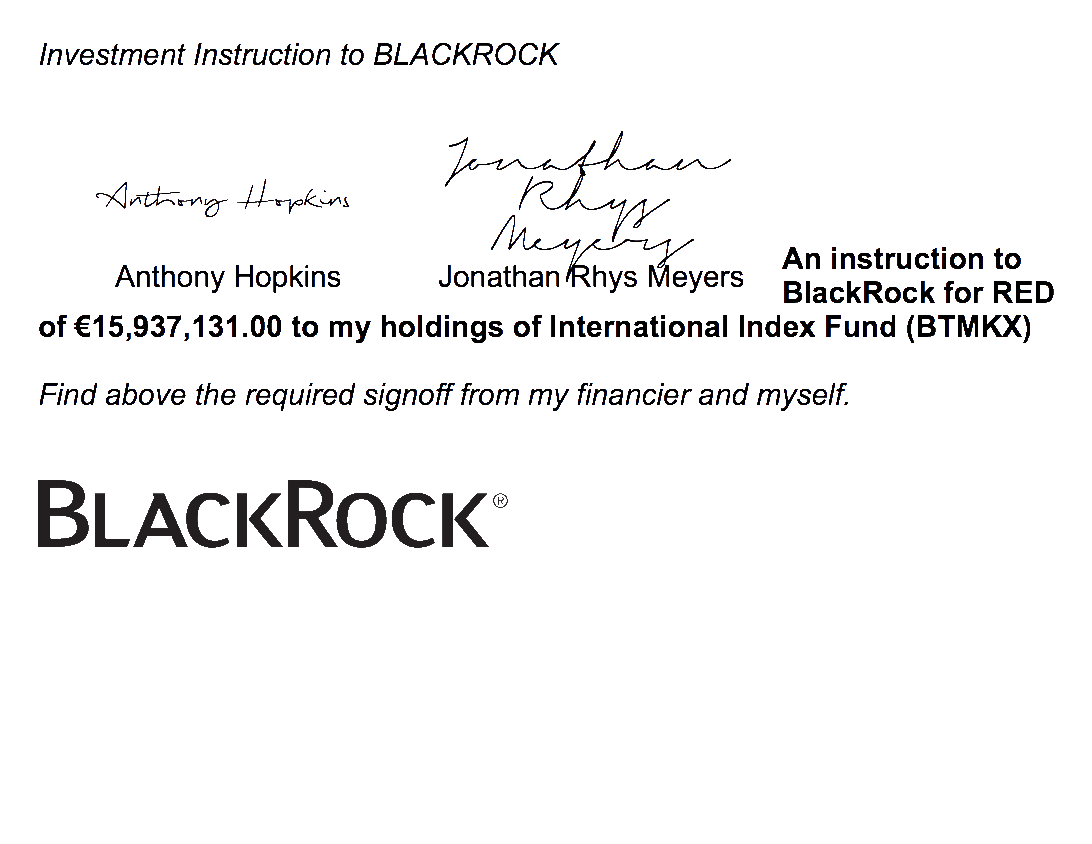 Investment Instruction to BLACKROCK
Anthony Hopkins
Jonathan
Rhys
Meyers
Anthony Hopkins
Jonathan Rhys Meyers
An instruction to
BlackRock for RED
of €15,937,131.00 to my holdings of International Index Fund (BTMKX)
Find above the required signoff from my financier and myself.
BLACKROCK®